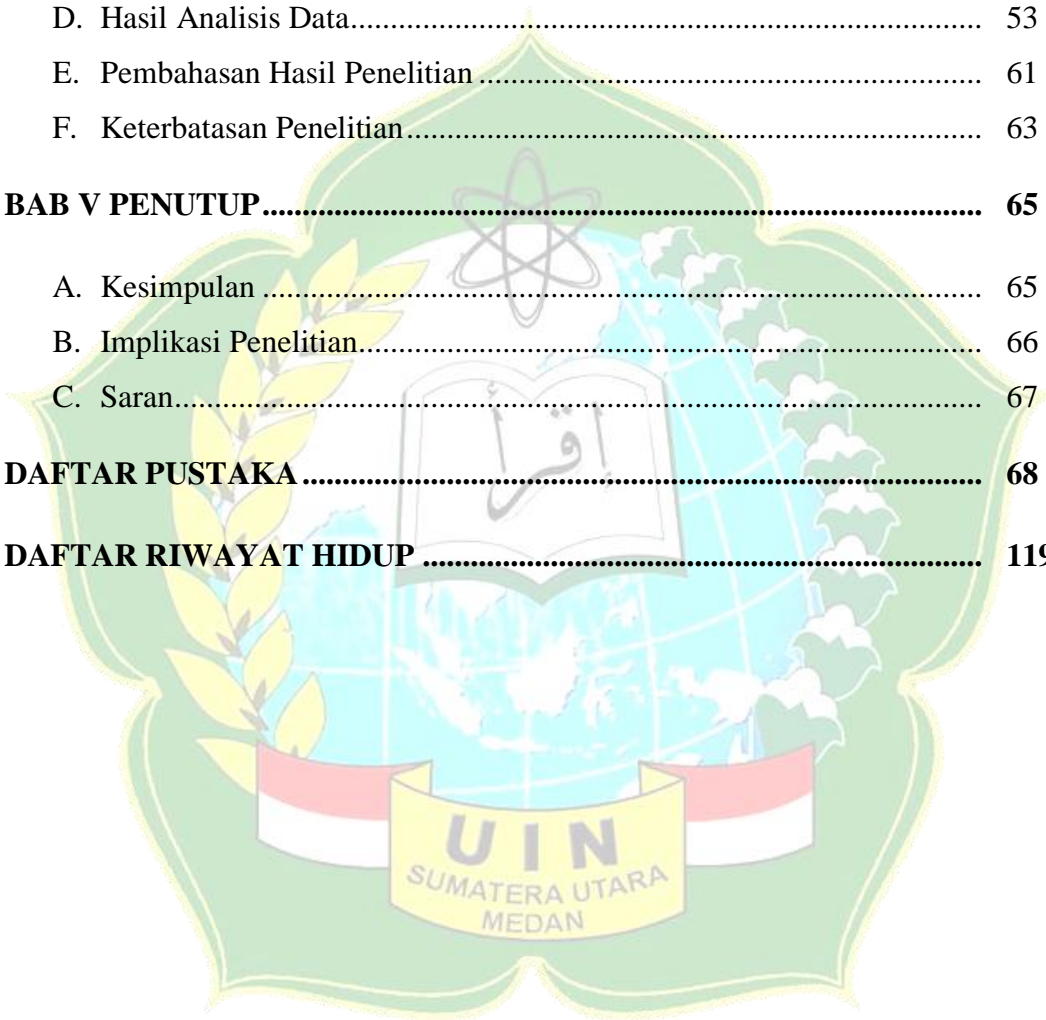 D. Hasil Analisis Data.......................................................................................... 53
E. Pembahasan Hasil Penelitian ........................................................................ 61
F. Keterbatasan Penelitian.................................................................................. 63
BAB V PENUTUP.................................................................................................. 65
A. Kesimpulan ................................................................................................... 65
B. Implikasi Penelitian........................................................................................ 66
C. Saran.............................................................................................................. 67
DAFTAR PUSTAKA ............................................................................................. 68
إقرأ
DAFTAR RIWAYAT HIDUP ............................................................................... 119
UIN
SUMATERA UTARA
MEDAN